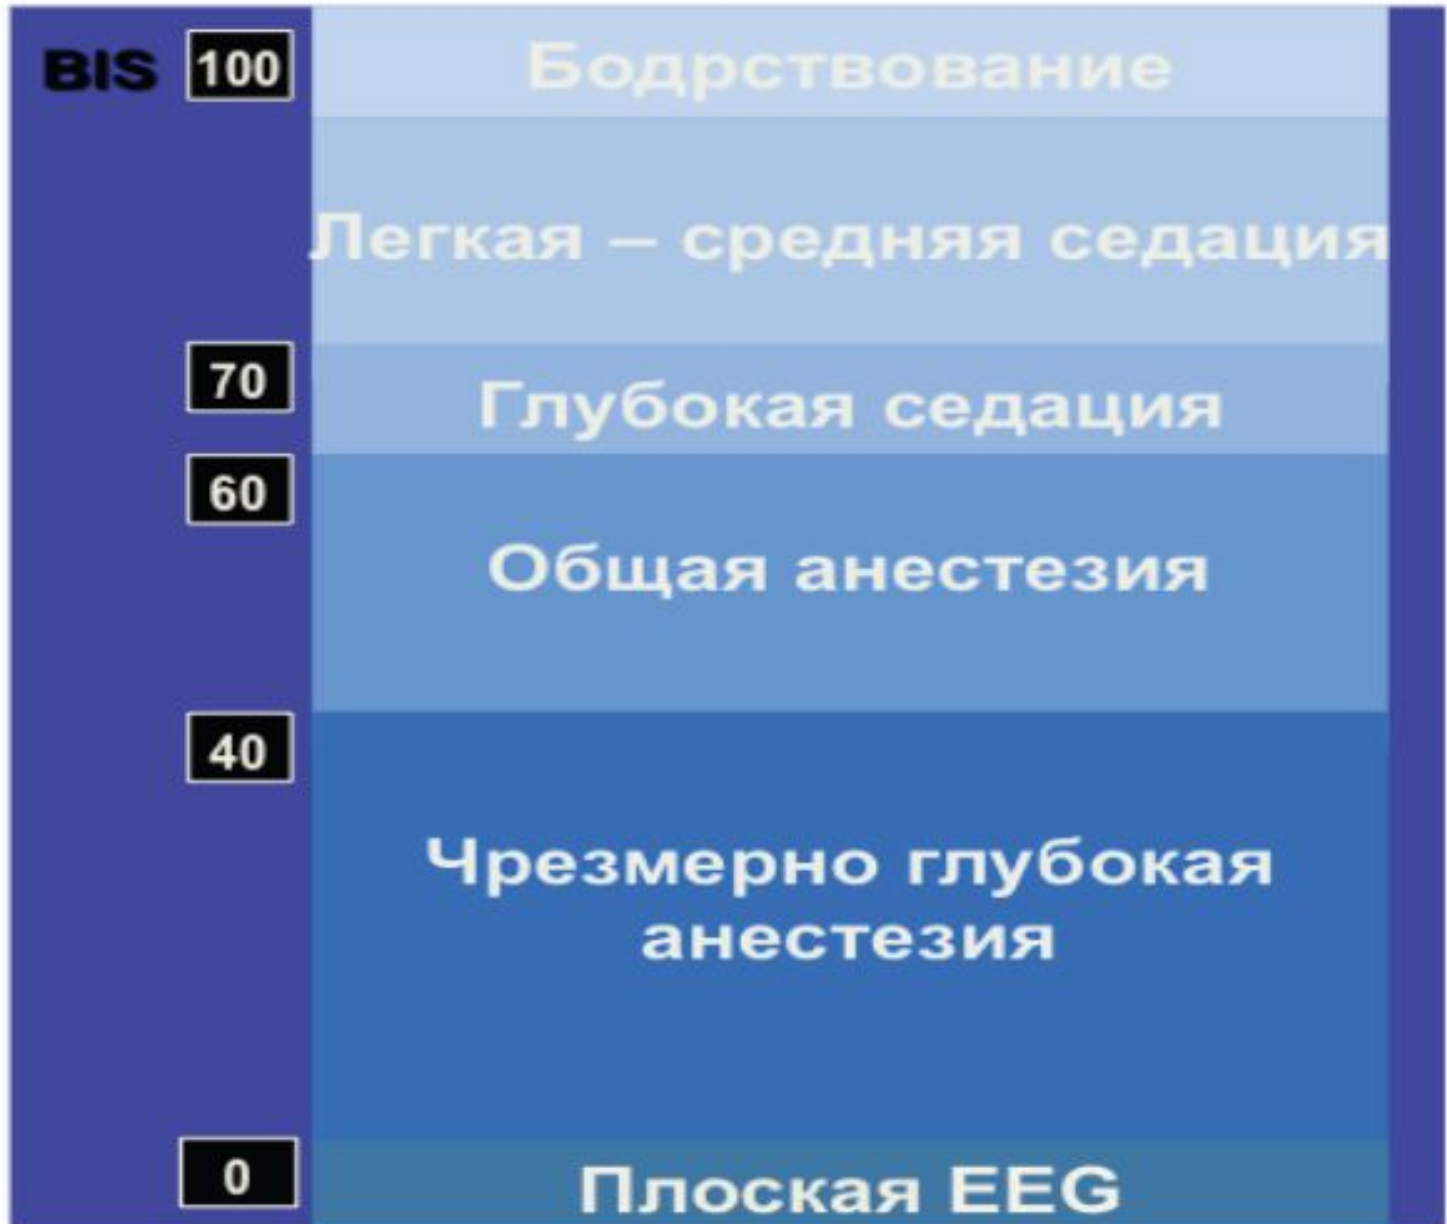 BIS 100 Бодрствование
Легкая – средняя седация
70
Глубокая седация
60
Общая анестезия
40
Чрезмерно глубокая
анестезия
0 Плоская EEG